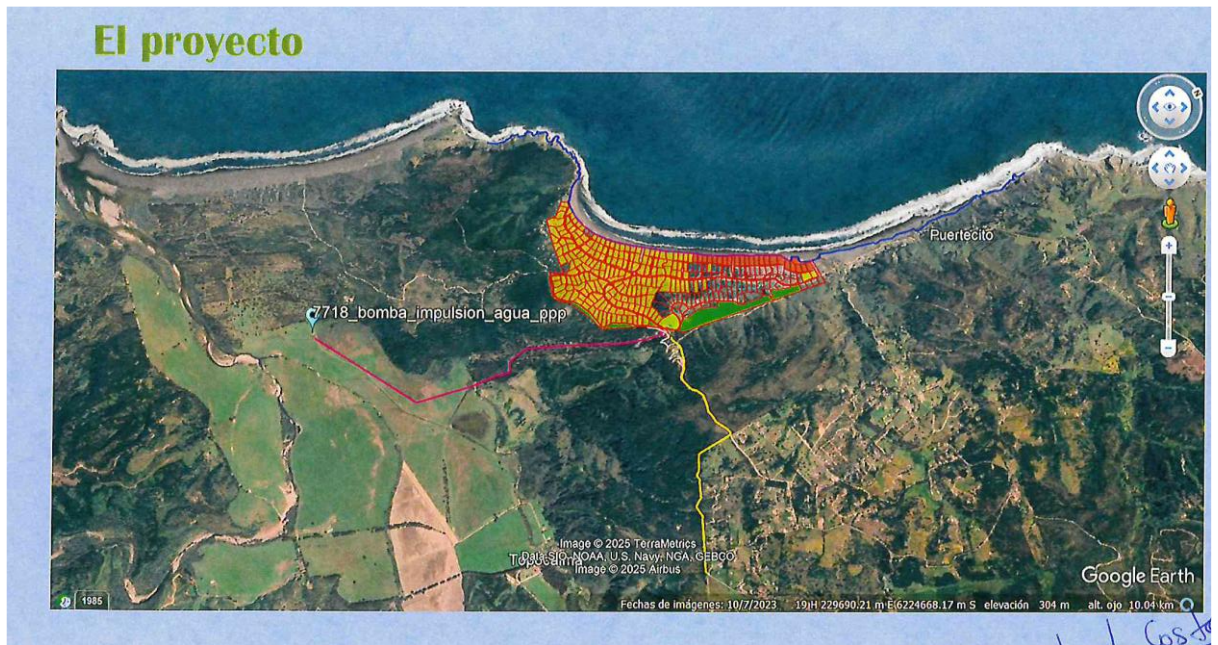 El proyecto
Puertecito
7718_bomba_impulsion_agua_ppp
Image © 2025 TerraMetrics
Data SIO, NOAA, U.S. Navy, NGA, GEBCO
Image © 2025 Airbus
Topocalma
Google Earth
1985
Fechas de imágenes: 10/7/2023 19 H 229690.21 m E 6224668.17 m S elevación 304 m alt. ojo 10.04 km